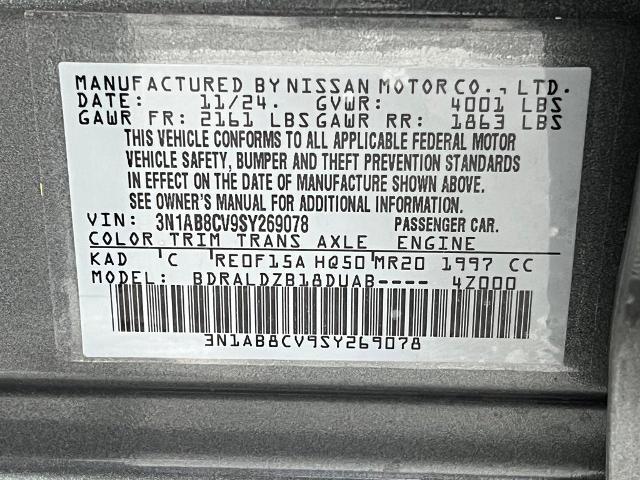 MANUFACTURED BY NISSAN MOTOR CO., LTD.
DATE: 11/24. GVWR: 4001 LBS
GAWR FR: 2161 LBS GAWR RR: 1863 LBS
THIS VEHICLE CONFORMS TO ALL APPLICABLE FEDERAL MOTOR
VEHICLE SAFETY, BUMPER AND THEFT PREVENTION STANDARDS
IN EFFECT ON THE DATE OF MANUFACTURE SHOWN ABOVE.
SEE OWNER'S MANUAL FOR ADDITIONAL INFORMATION.
VIN: 3N1AB8CV9SY269078 PASSENGER CAR.
COLOR TRIM TRANS AXLE ENGINE
KAD C RE0F15A HQ50 MR20 1997 CC
MODEL: BDRALDZB18DUAB---- 4Z000
3N1AB8CV9SY269078